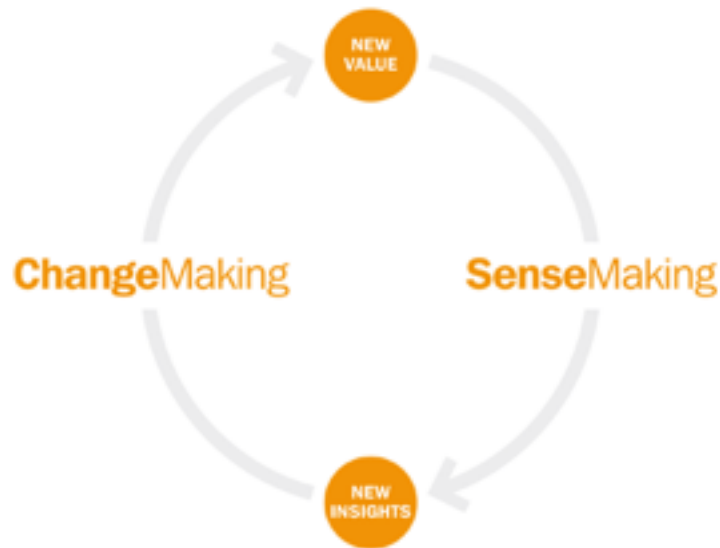 NEW
VALUE
ChangeMaking
SenseMaking
NEW
INSIGHTS